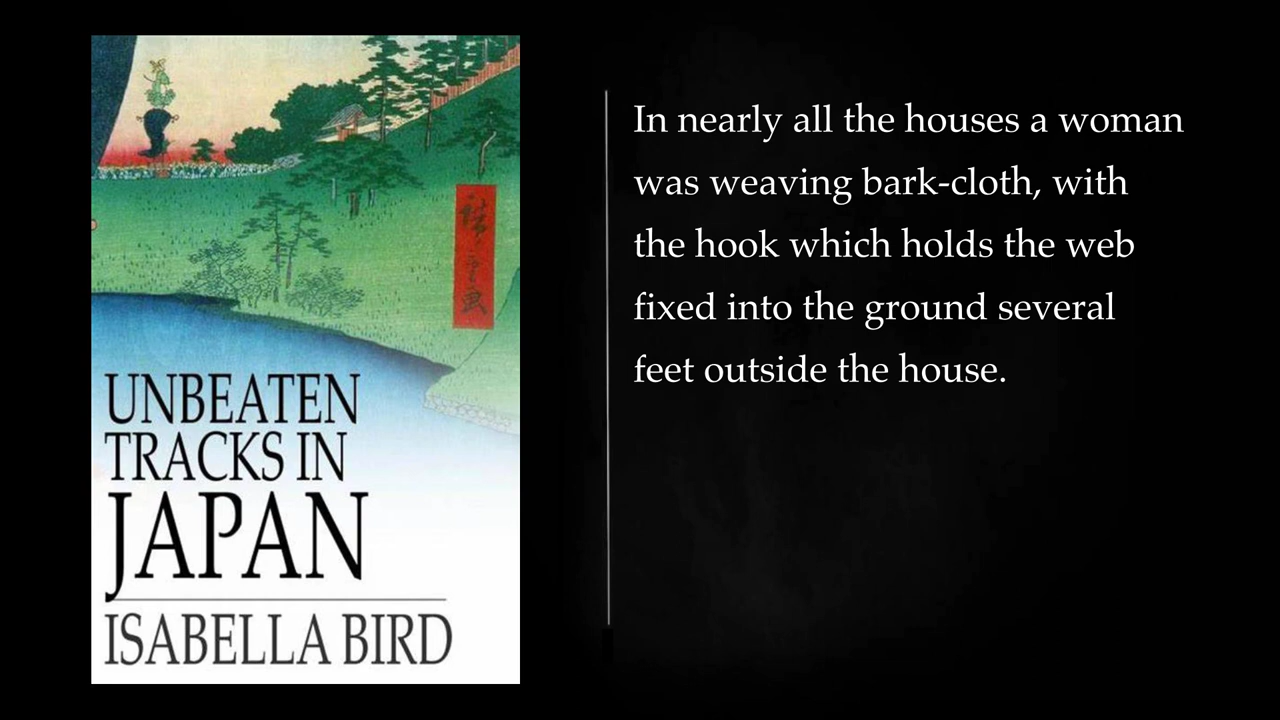 UNBEATEN
TRACKS IN
JAPAN
ISABELLA BIRD
In nearly all the houses a woman
was weaving bark-cloth, with
the hook which holds the web
fixed into the ground several
feet outside the house.